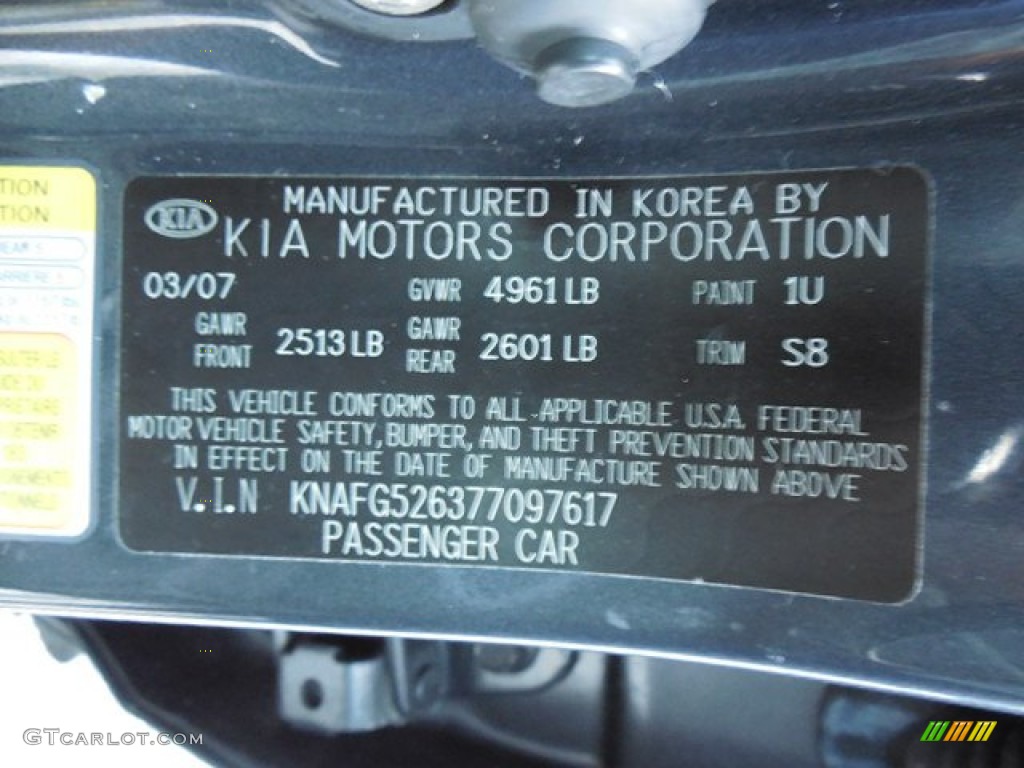 TION
TION
KIA
MANUFACTURED IN KOREA BY
KIA MOTORS CORPORATION
03/07 GVWR 4961 LB PAINT 1U
GAWR FRONT 2513 LB GAWR REAR 2601 LB TRIM S8
THIS VEHICLE CONFORMS TO ALL APPLICABLE U.S.A. FEDERAL
MOTOR VEHICLE SAFETY, BUMPER, AND THEFT PREVENTION STANDARDS
IN EFFECT ON THE DATE OF MANUFACTURE SHOWN ABOVE
V.I.N KNAFG526377097617
PASSENGER CAR
GTCarLot.com